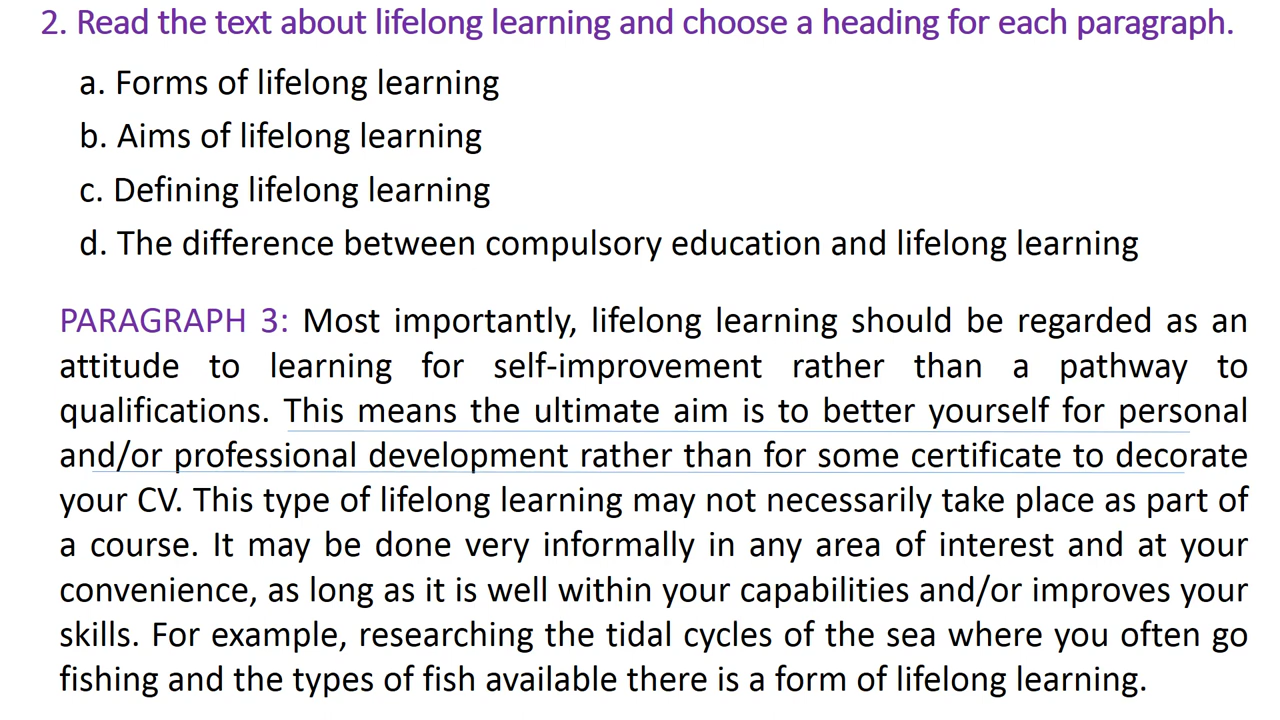 2. Read the text about lifelong learning and choose a heading for each paragraph.
a. Forms of lifelong learning
b. Aims of lifelong learning
c. Defining lifelong learning
d. The difference between compulsory education and lifelong learning
PARAGRAPH 3: Most importantly, lifelong learning should be regarded as an
attitude to learning for self-improvement rather than a pathway to
qualifications. This means the ultimate aim is to better yourself for personal
and/or professional development rather than for some certificate to decorate
your CV. This type of lifelong learning may not necessarily take place as part of
a course. It may be done very informally in any area of interest and at your
convenience, as long as it is well within your capabilities and/or improves your
skills. For example, researching the tidal cycles of the sea where you often go
fishing and the types of fish available there is a form of lifelong learning.